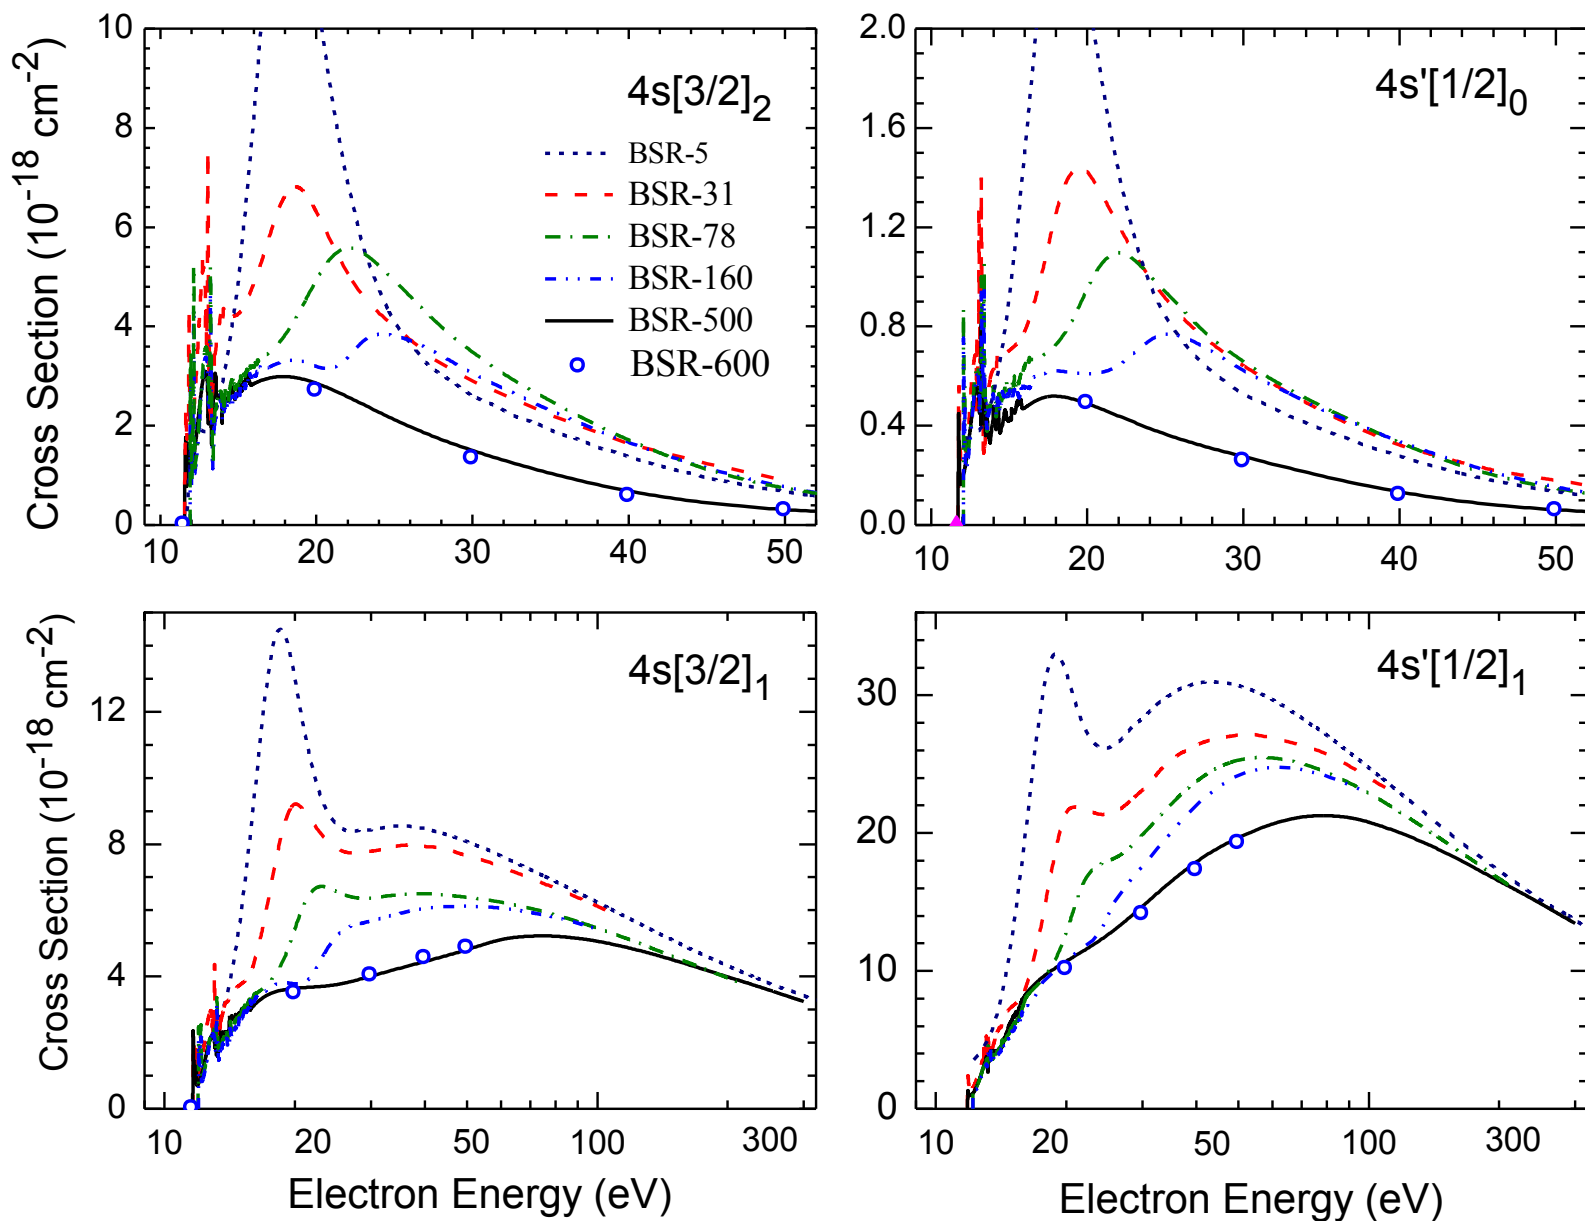 Cross Section (10⁻¹⁸ cm⁻²)
10
8
6
4
2
0
4s[3/2]₂
BSR-5
BSR-31
BSR-78
BSR-160
BSR-500
BSR-600
10 20 30 40 50
2.0
1.6
1.2
0.8
0.4
0.0
4s'[1/2]₀
10 20 30 40 50
Cross Section (10⁻¹⁸ cm⁻²)
12
8
4
0
4s[3/2]₁
10 20 50 100 300
Electron Energy (eV)
30
20
10
0
4s'[1/2]₁
10 20 50 100 300
Electron Energy (eV)